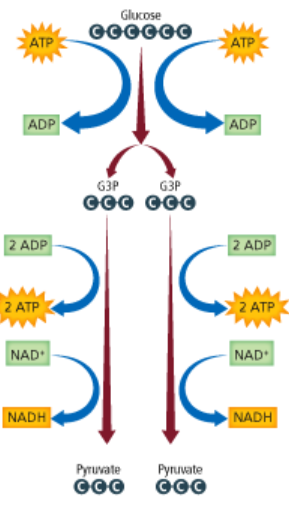 Glucose
C C C C C C
ATP ATP
ADP ADP
G3P G3P
C C C C C C
2 ADP 2 ADP
2 ATP 2 ATP
NAD⁺ NAD⁺
NADH NADH
Pyruvate Pyruvate
C C C C C C